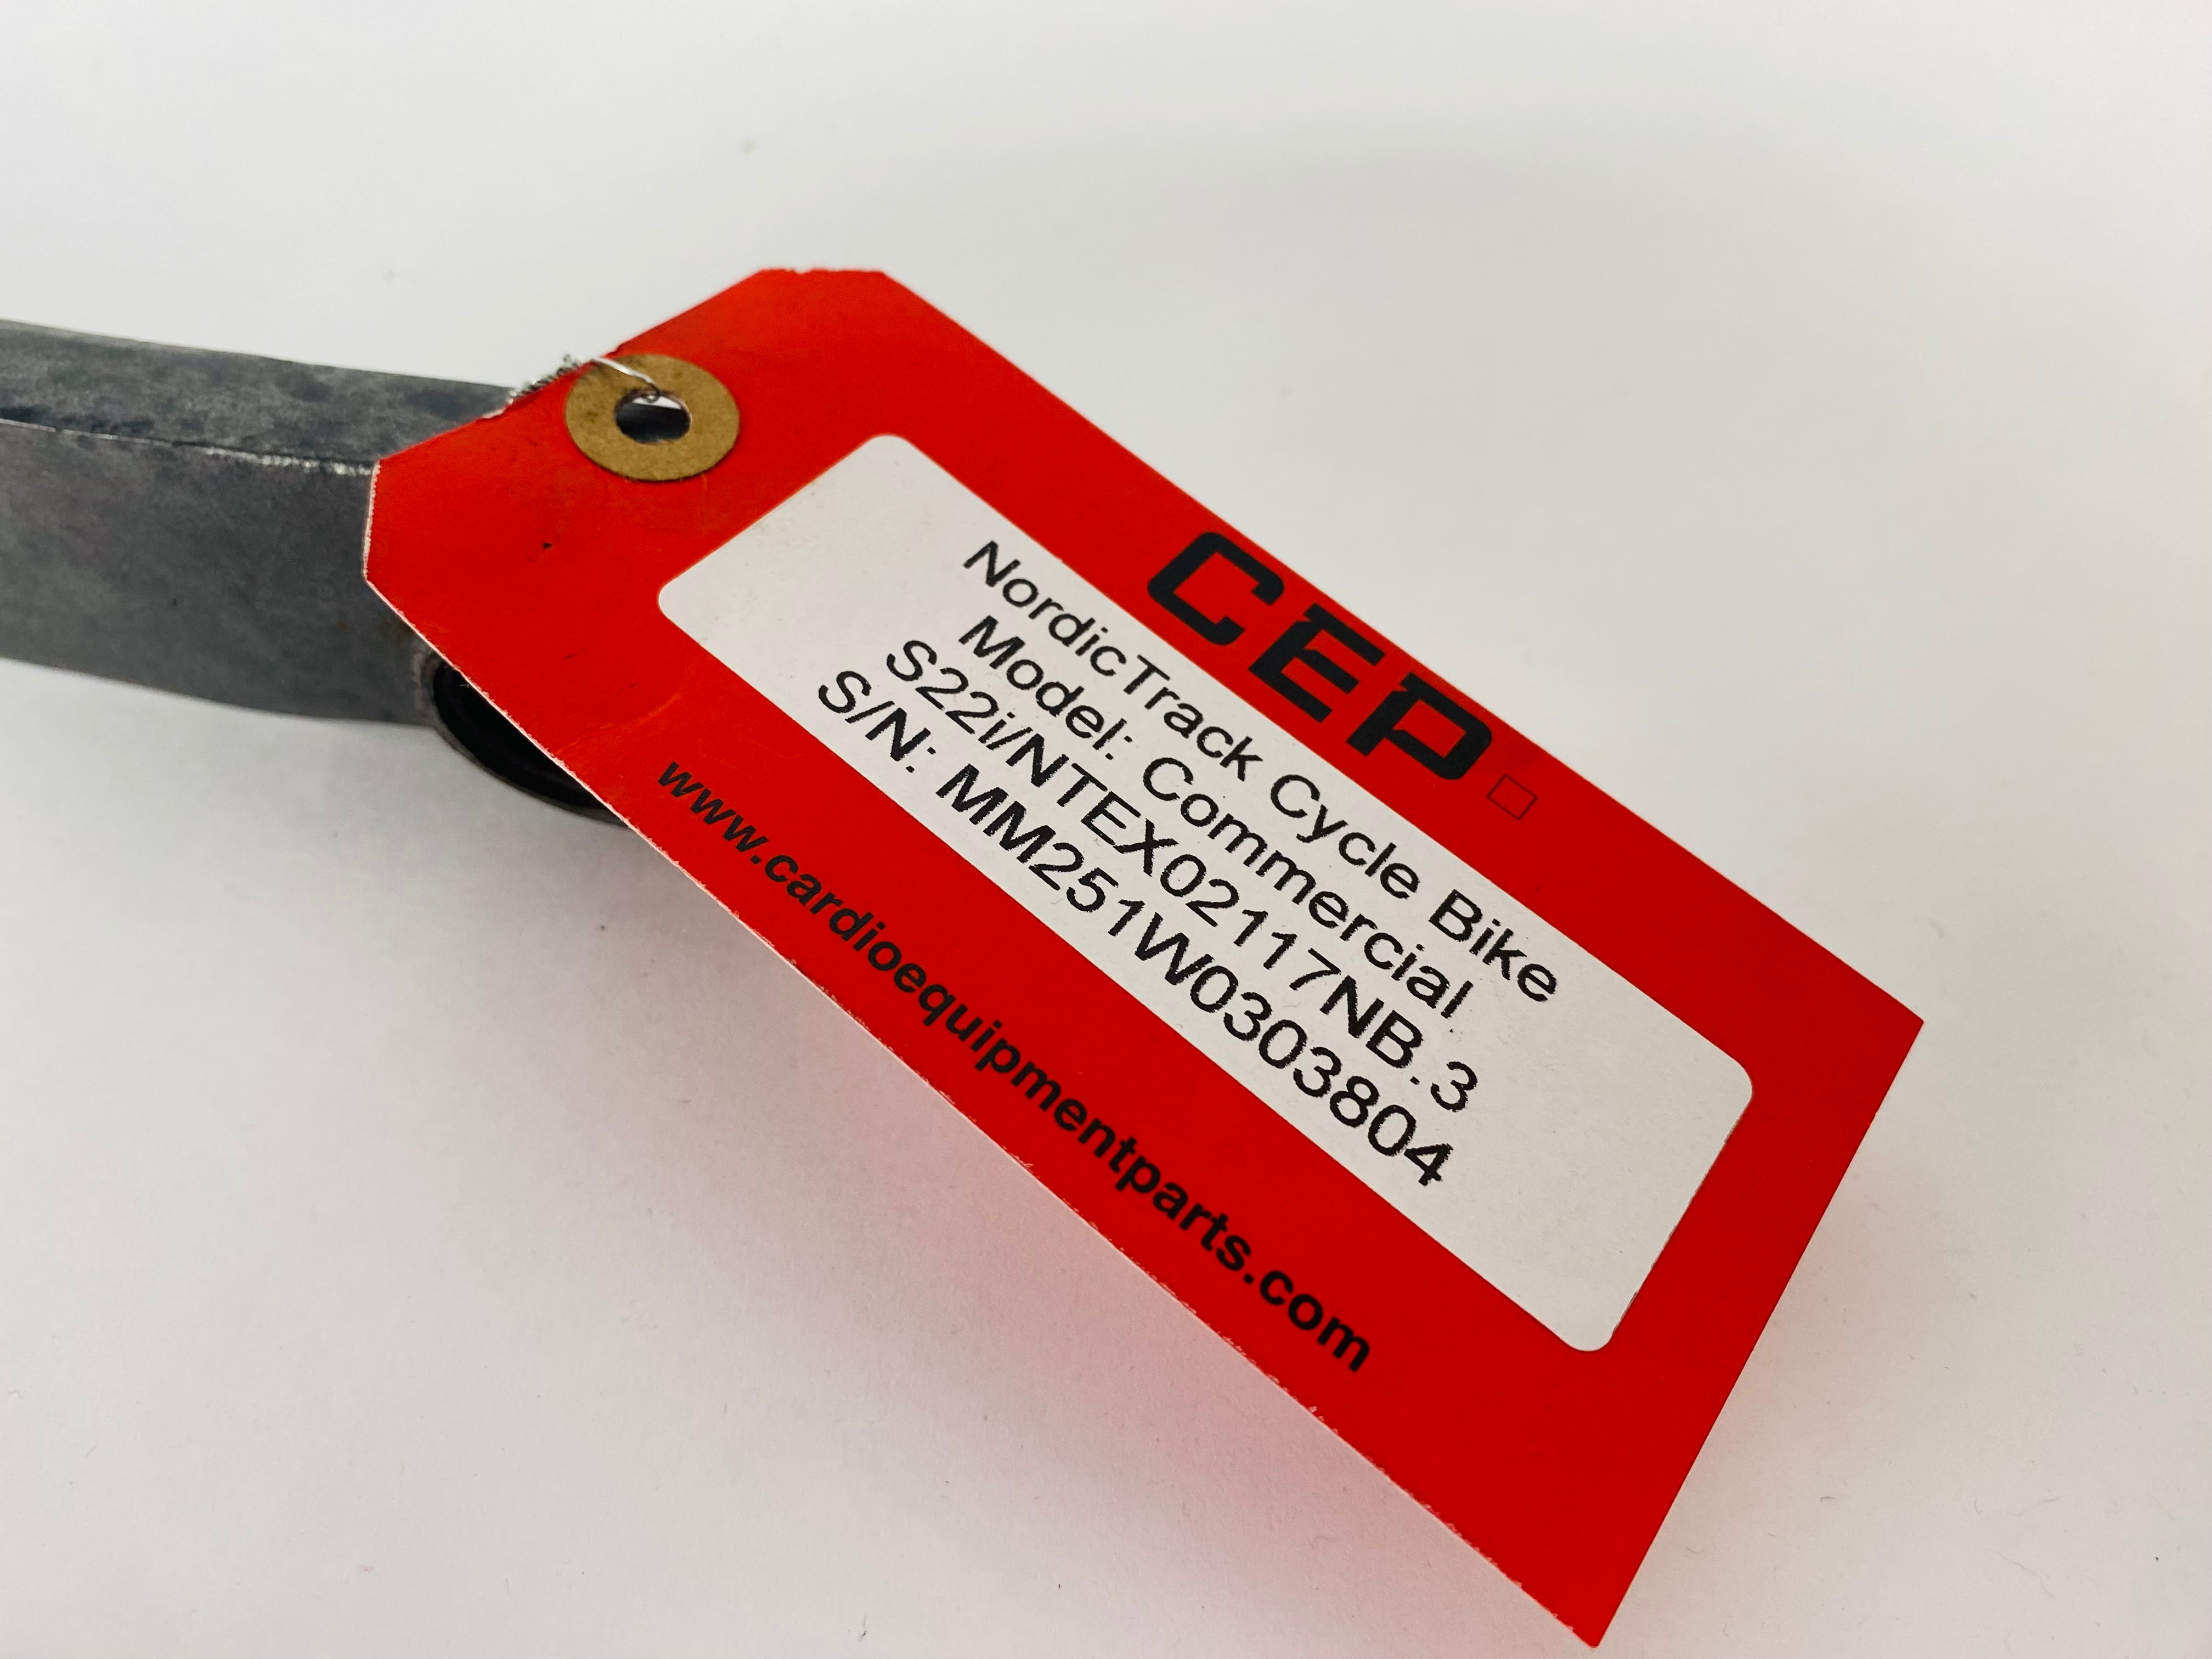 CEP
NordicTrack Cycle Bike
Model: Commercial
S22i/NTEX02117NB.3
S/N: MM251W0303804
www.cardioequipmentparts.com